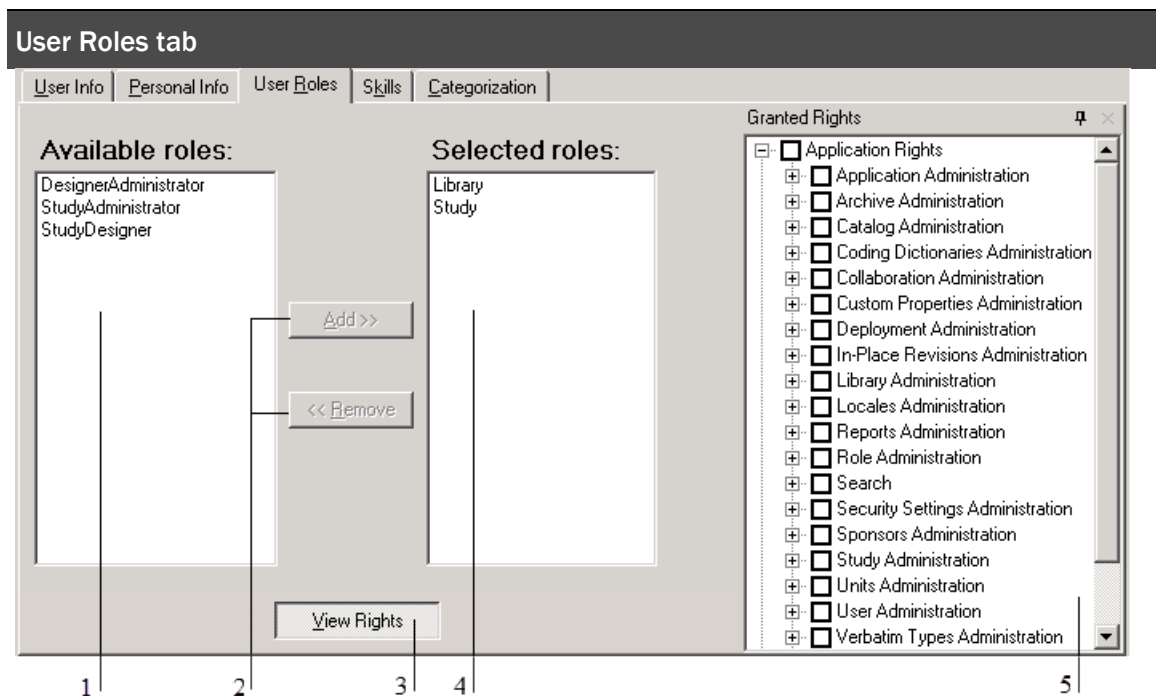 User Roles tab
User Info Personal Info User Roles Skills Categorization
Available roles:
DesignerAdministrator
StudyAdministrator
StudyDesigner
Add >>
<< Remove
View Rights
Selected roles:
Library
Study
Granted Rights
Application Rights
Application Administration
Archive Administration
Catalog Administration
Coding Dictionaries Administration
Collaboration Administration
Custom Properties Administration
Deployment Administration
In-Place Revisions Administration
Library Administration
Locales Administration
Reports Administration
Role Administration
Search
Security Settings Administration
Sponsors Administration
Study Administration
Units Administration
User Administration
Verbatim Types Administration
1 2 3 4 5